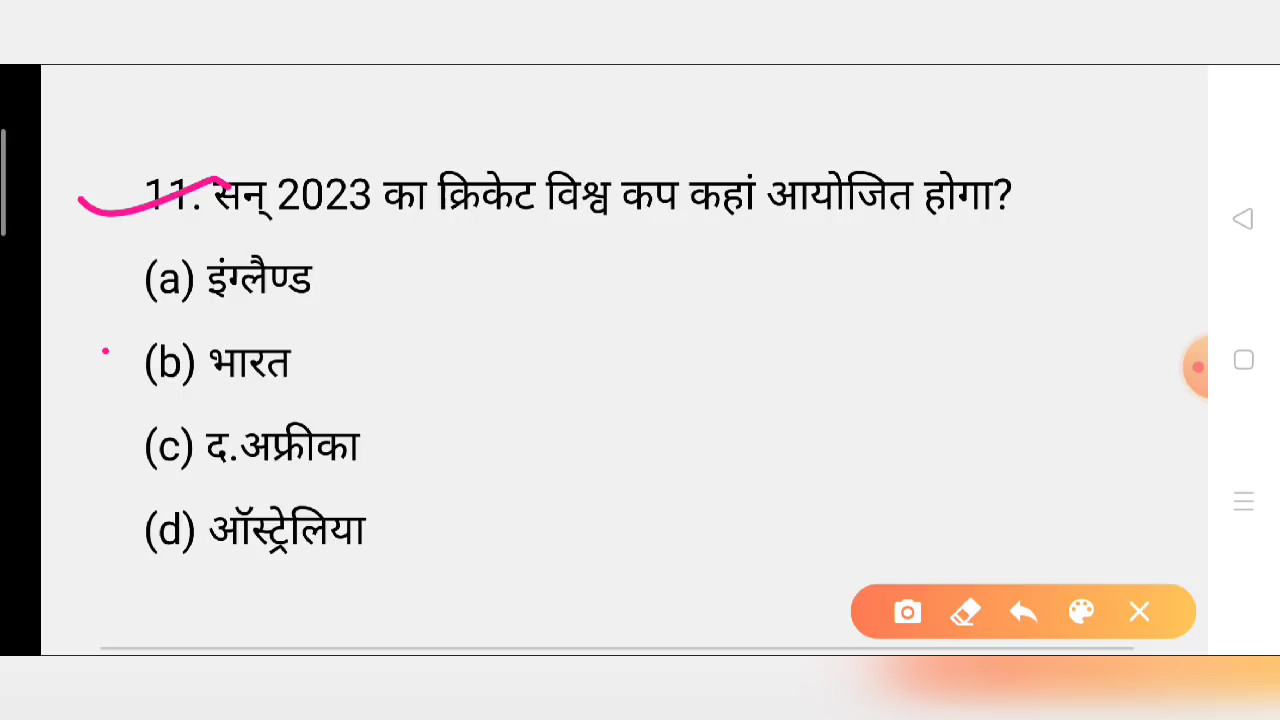 11. सन् 2023 का क्रिकेट विश्व कप कहां आयोजित होगा?
(a) इंग्लैण्ड
(b) भारत
(c) द.अफ्रीका
(d) ऑस्ट्रेलिया